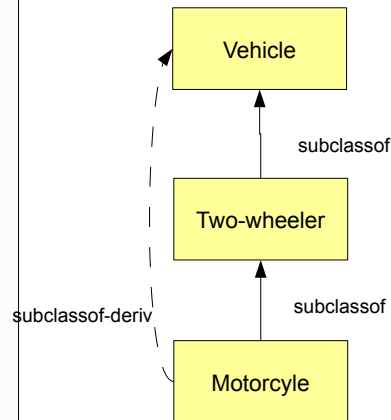 Vehicle
subclassof
Two-wheeler
subclassof
subclassof-deriv
Motorcyle